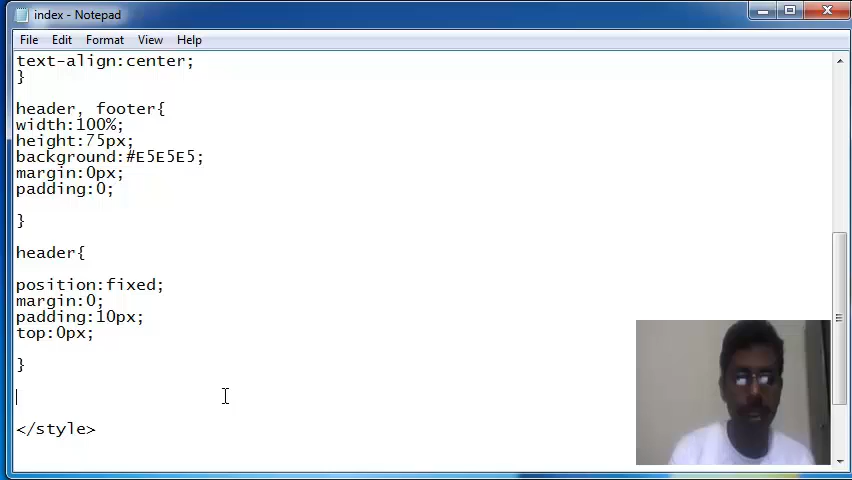 index - Notepad
File Edit Format View Help
text-align:center;
}
header, footer{
width:100%;
height:75px;
background:#E5E5E5;
margin:0px;
padding:0;
}
header{
position:fixed;
margin:0;
padding:10px;
top:0px;
}
</style>